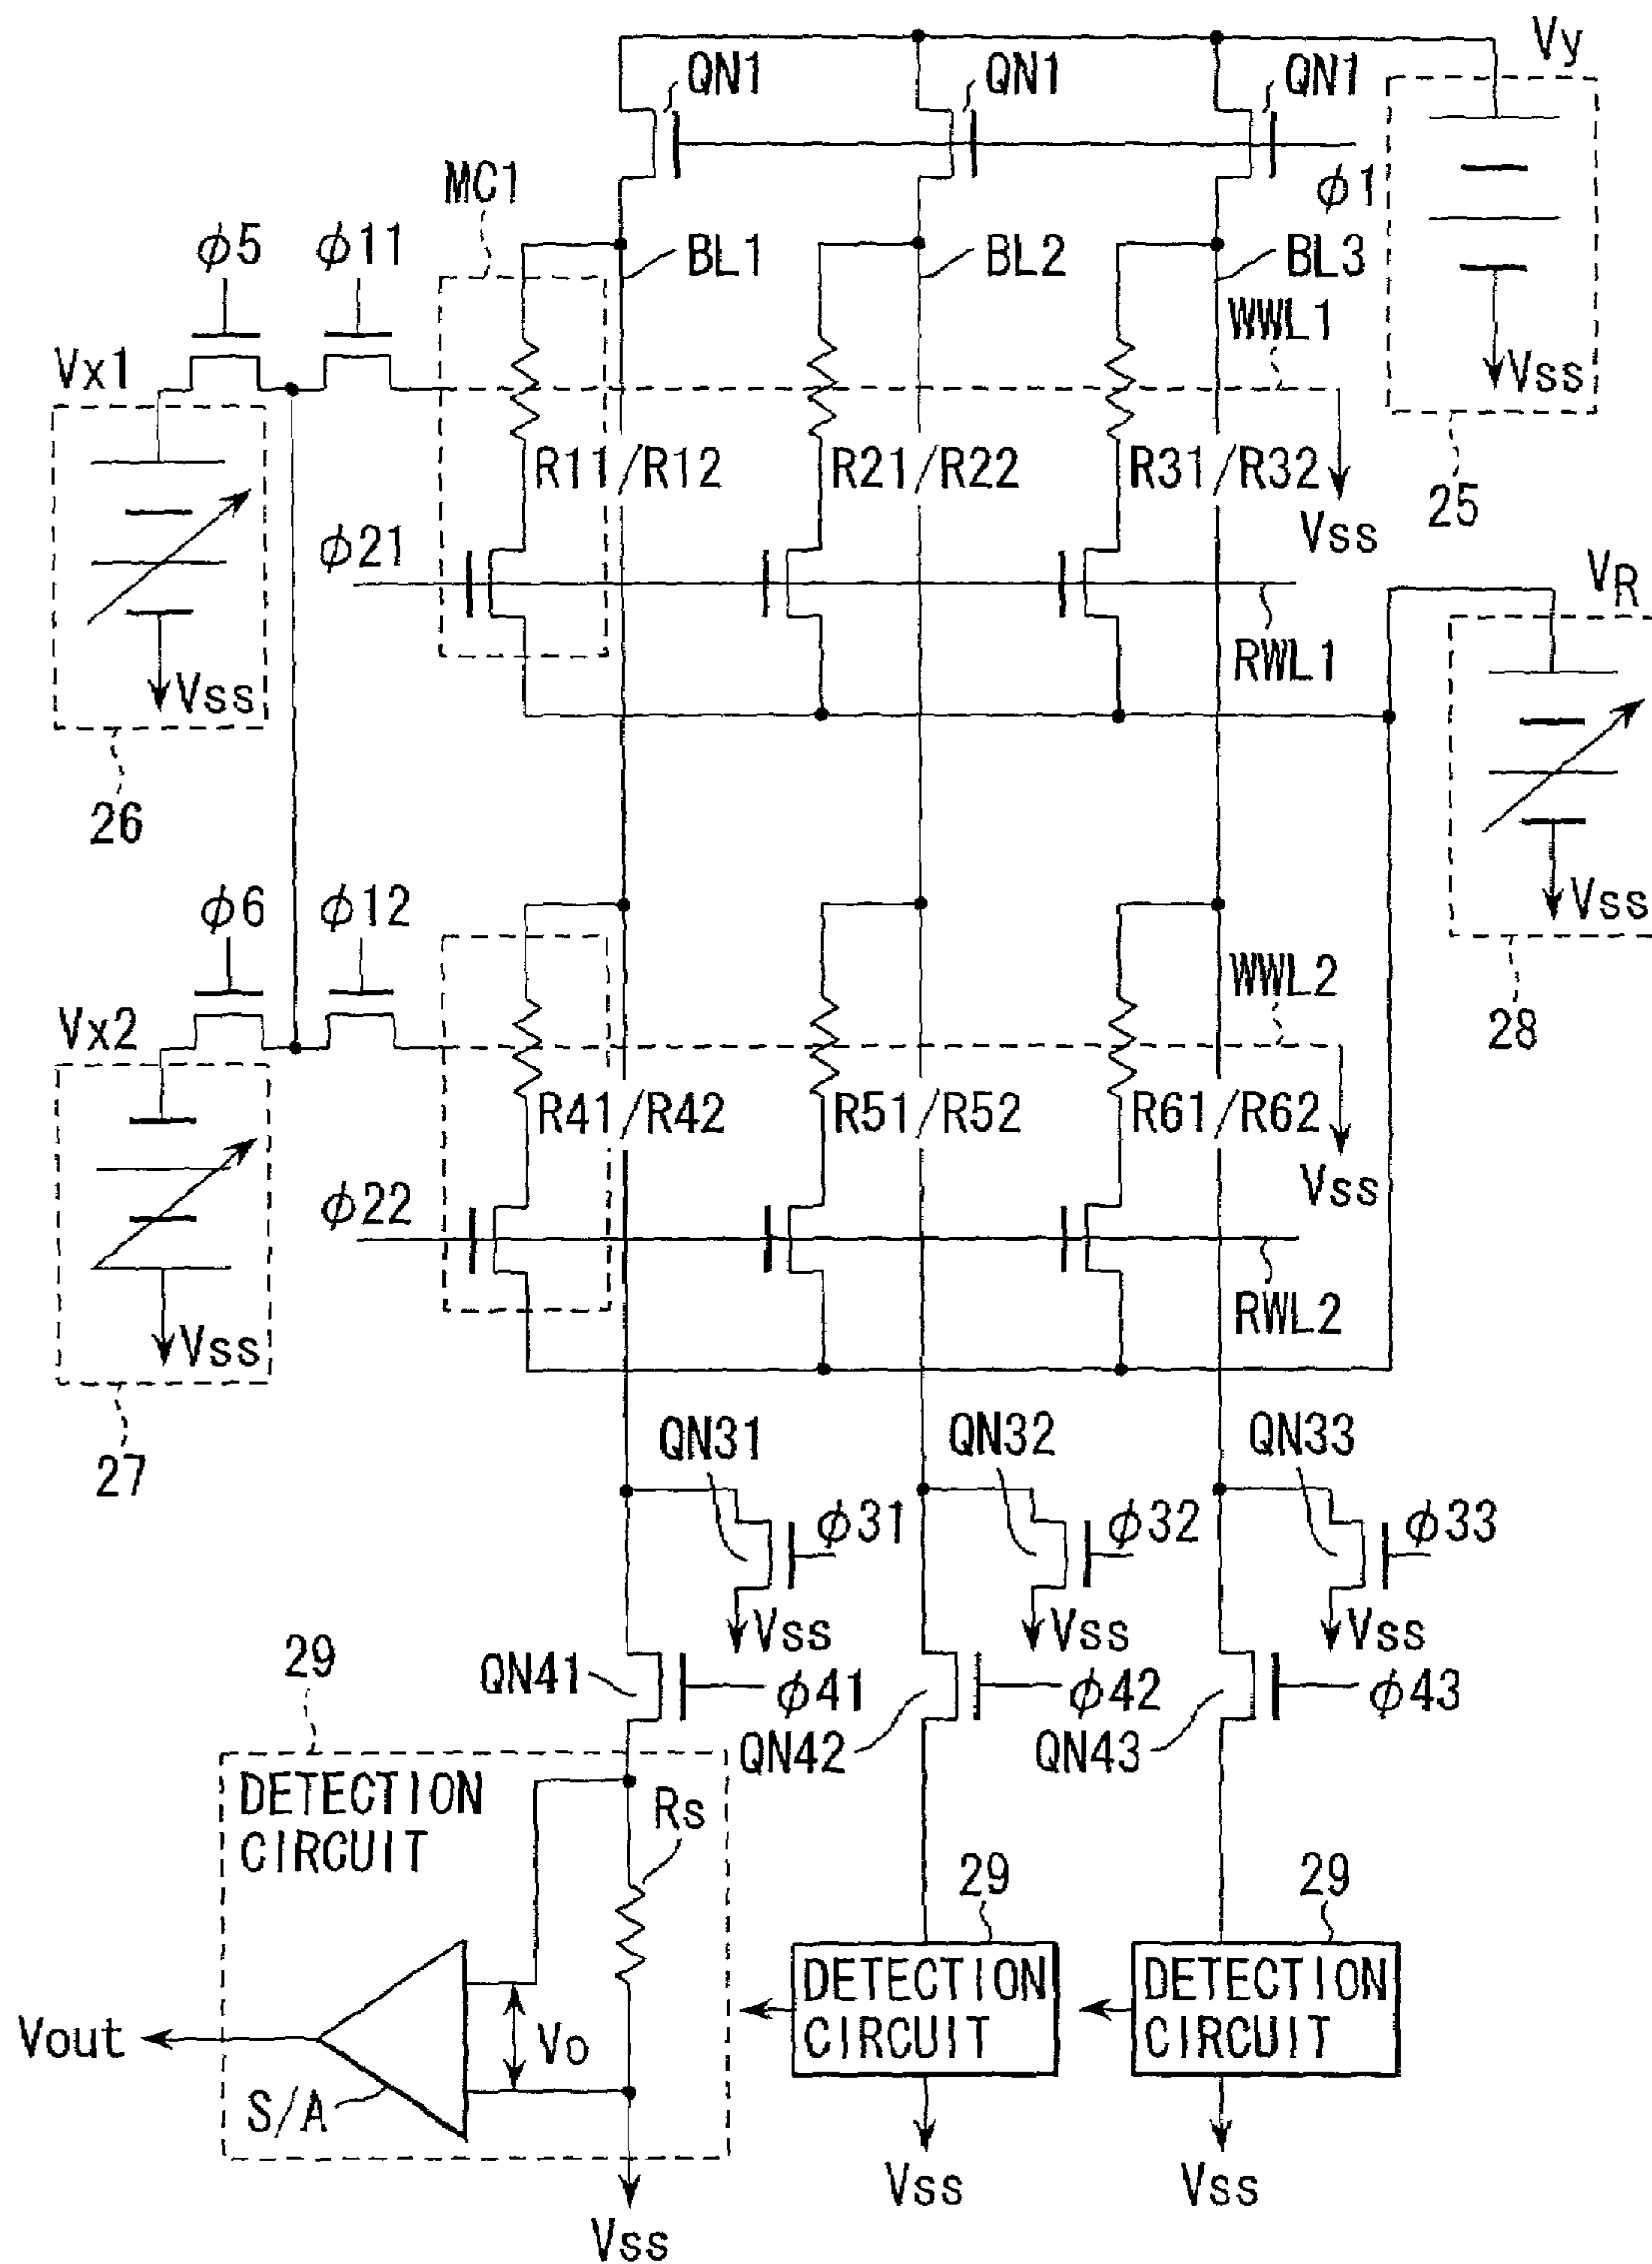 Vy
QN1 QN1 QN1
φ1
MC1
φ5 φ11
BL1 BL2 BL3
WWL1
Vx1
Vss
R11/R12 R21/R22 R31/R32
25
Vss
φ21
VR
RWL1
Vss
26
Vss
φ6 φ12
WWL2
28
Vx2
R41/R42 R51/R52 R61/R62
Vss
φ22
RWL2
Vss
27
QN31 QN32 QN33
φ31 φ32 φ33
Vss Vss Vss
29
QN41 φ41 φ42 φ43
QN42 QN43
DETECTION
CIRCUIT
Rs
29 29
DETECTION
CIRCUIT
DETECTION
CIRCUIT
Vout
Vo
S/A
Vss Vss
Vss